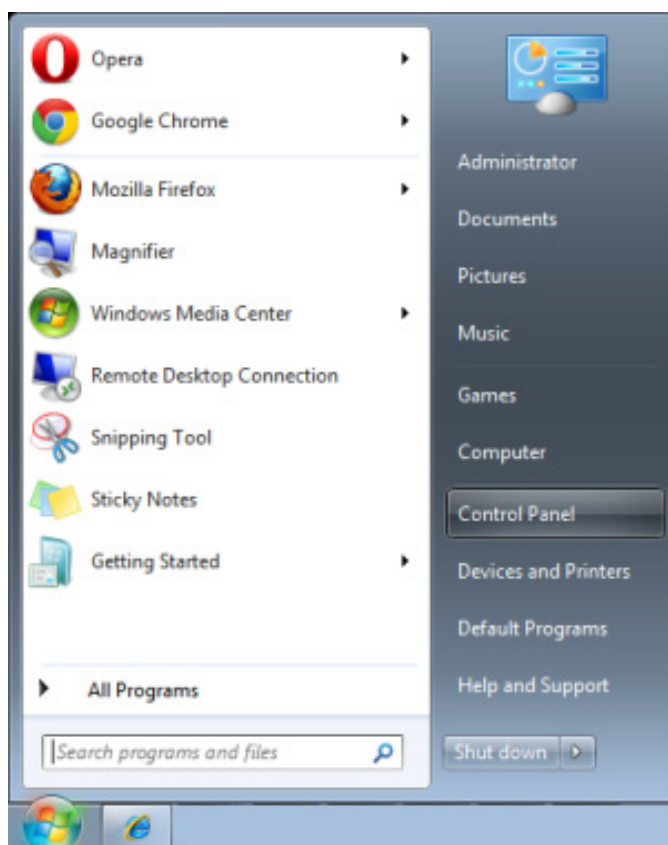 Opera
Google Chrome
Mozilla Firefox
Magnifier
Windows Media Center
Remote Desktop Connection
Snipping Tool
Sticky Notes
Getting Started
All Programs
Search programs and files
Administrator
Documents
Pictures
Music
Games
Computer
Control Panel
Devices and Printers
Default Programs
Help and Support
Shut down